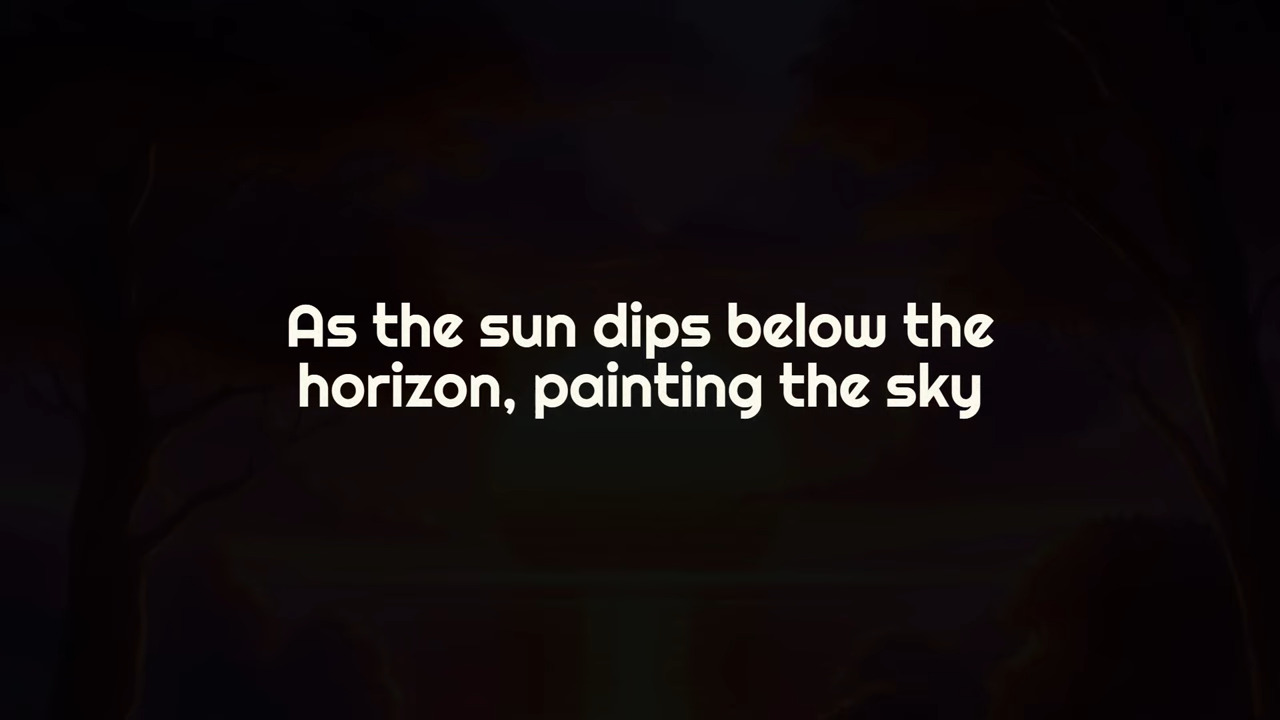 As the sun dips below the
horizon, painting the sky